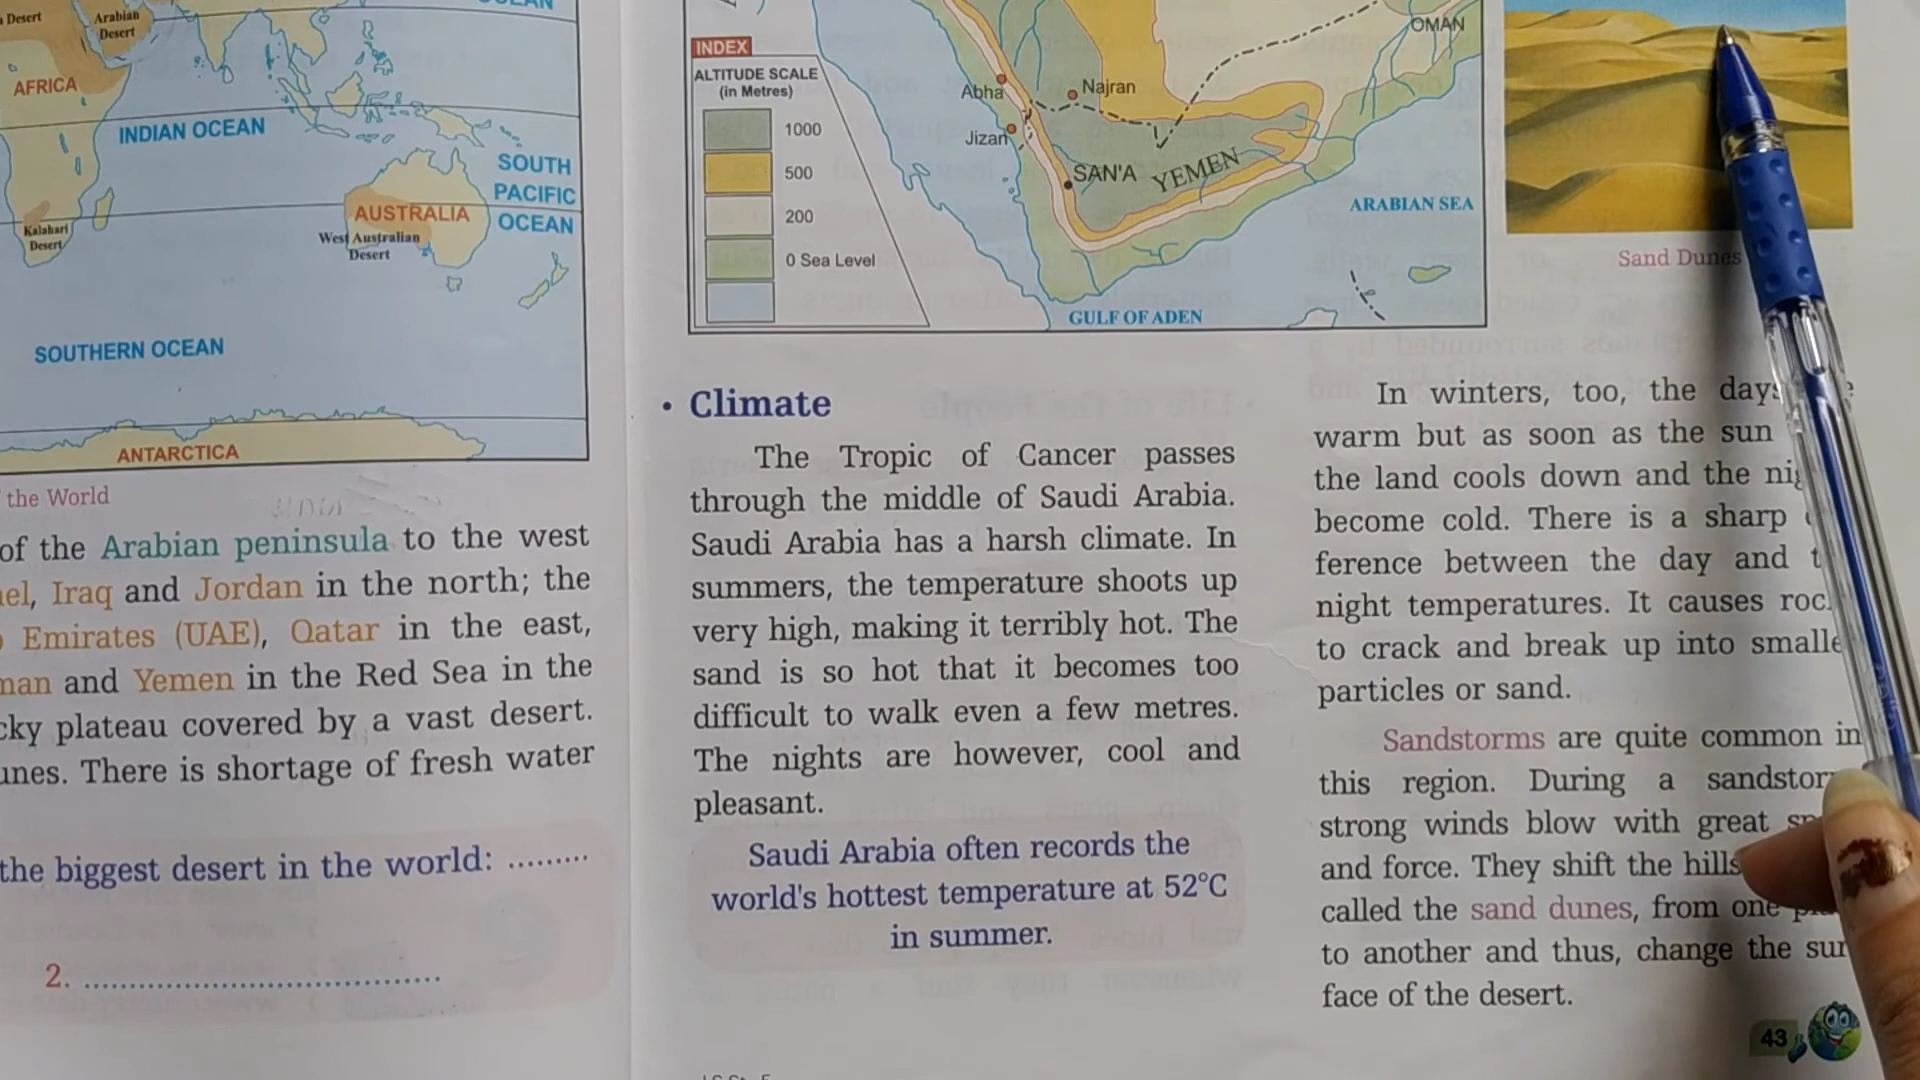 Desert
Arabian
Desert
AFRICA
INDIAN OCEAN
SOUTH
PACIFIC
OCEAN
AUSTRALIA
West Australian
Desert
Kalahari
Desert
SOUTHERN OCEAN
ANTARCTICA
the World
of the Arabian peninsula to the west
Iraq and Jordan in the north; the
Emirates (UAE), Qatar in the east,
and Yemen in the Red Sea in the
plateau covered by a vast desert.
There is shortage of fresh water
the biggest desert in the world: .........
2. ....................................
INDEX
ALTITUDE SCALE
(in Metres)
1000
500
200
0 Sea Level
Abha
Najran
Jizan
SAN'A
YEMEN
OMAN
ARABIAN SEA
GULF OF ADEN
Sand Dunes
• Climate
The Tropic of Cancer passes
through the middle of Saudi Arabia.
Saudi Arabia has a harsh climate. In
summers, the temperature shoots up
very high, making it terribly hot. The
sand is so hot that it becomes too
difficult to walk even a few metres.
The nights are however, cool and
pleasant.
Saudi Arabia often records the
world's hottest temperature at 52°C
in summer.
In winters, too, the days
warm but as soon as the sun
the land cools down and the
become cold. There is a sharp
ference between the day and
night temperatures. It causes
to crack and break up into
particles or sand.
Sandstorms are quite common in
this region. During a
strong winds blow with great
and force. They shift the hills
called the sand dunes, from one
to another and thus, change the sur
face of the desert.
43